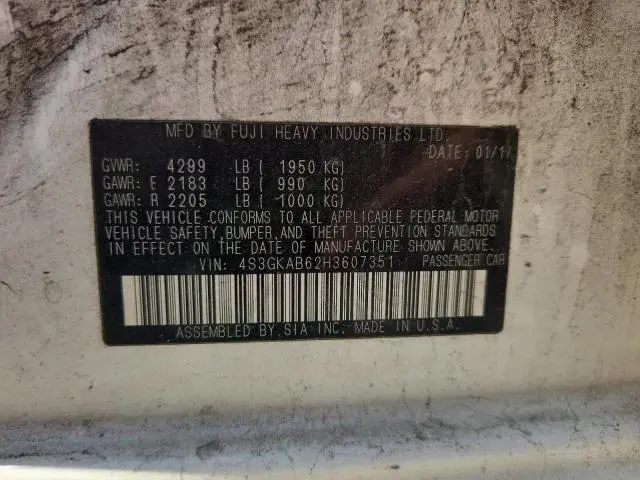 MFD BY FUJI HEAVY INDUSTRIES LTD.
DATE: 01/17
GVWR: 4299 LB ( 1950 KG)
GAWR: F 2183 LB ( 990 KG)
GAWR: R 2205 LB ( 1000 KG)
THIS VEHICLE CONFORMS TO ALL APPLICABLE FEDERAL MOTOR
VEHICLE SAFETY, BUMPER, AND THEFT PREVENTION STANDARDS
IN EFFECT ON THE DATE OF MANUFACTURE SHOWN ABOVE.
VIN: 4S3GKAB62H3607351 PASSENGER CAR
ASSEMBLED BY SIA INC. MADE IN U.S.A.